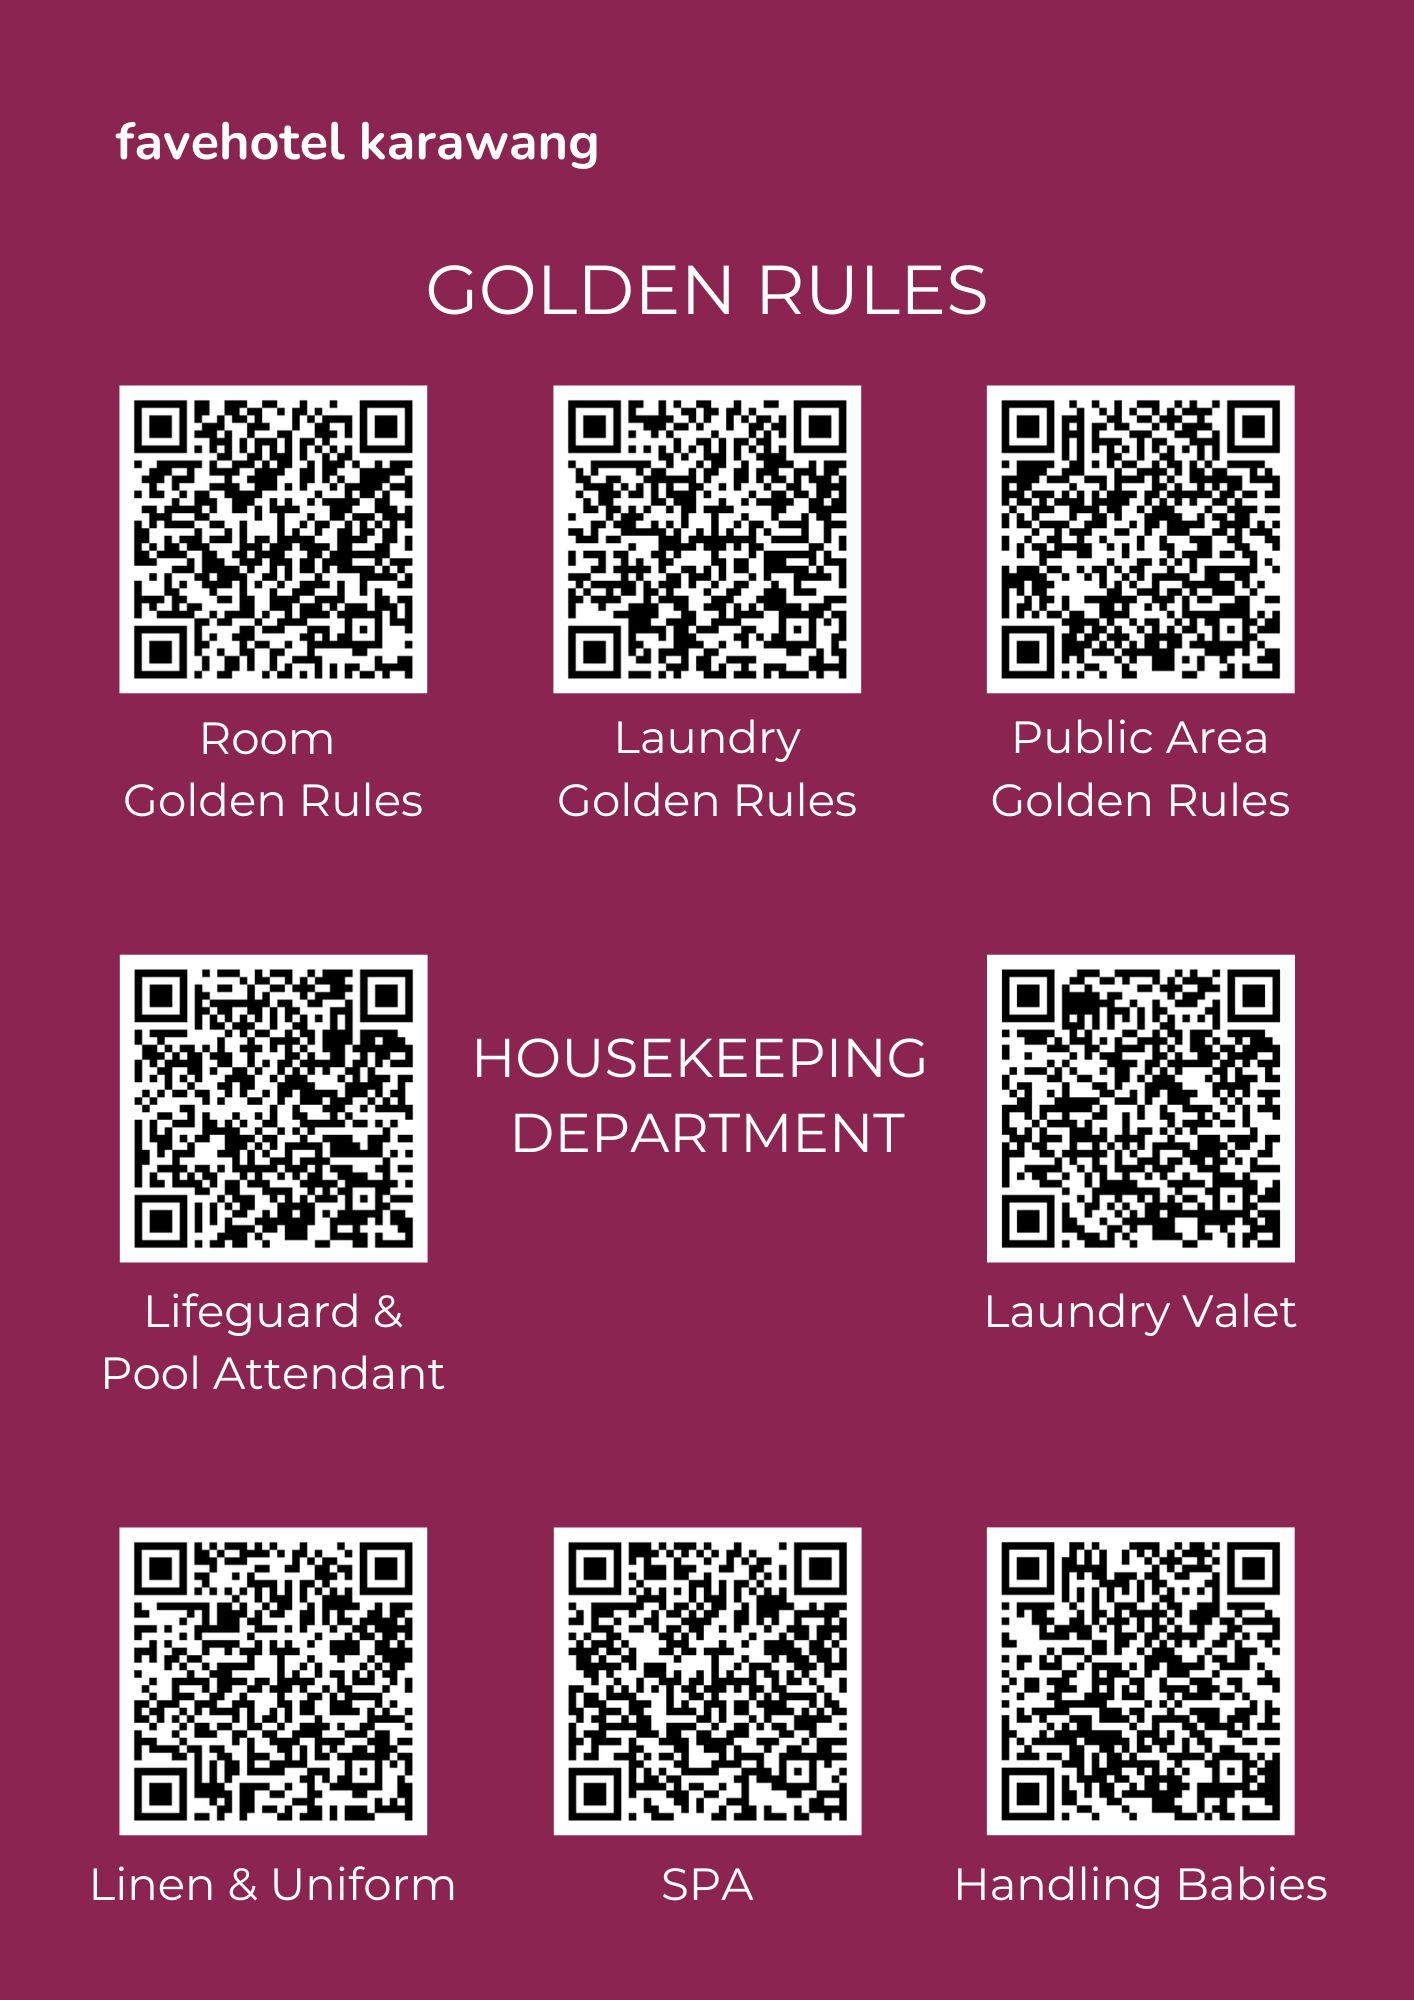 favehotel karawang
GOLDEN RULES
Room
Golden Rules
Laundry
Golden Rules
Public Area
Golden Rules
HOUSEKEEPING
DEPARTMENT
Lifeguard &
Pool Attendant
Laundry Valet
Linen & Uniform
SPA
Handling Babies